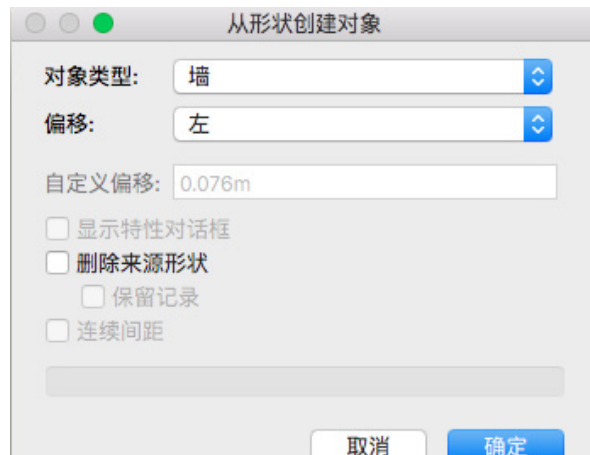 从形状创建对象
对象类型: 墙
偏移: 左
自定义偏移: 0.076m
显示特性对话框
删除来源形状
保留记录
连续间距
取消 确定